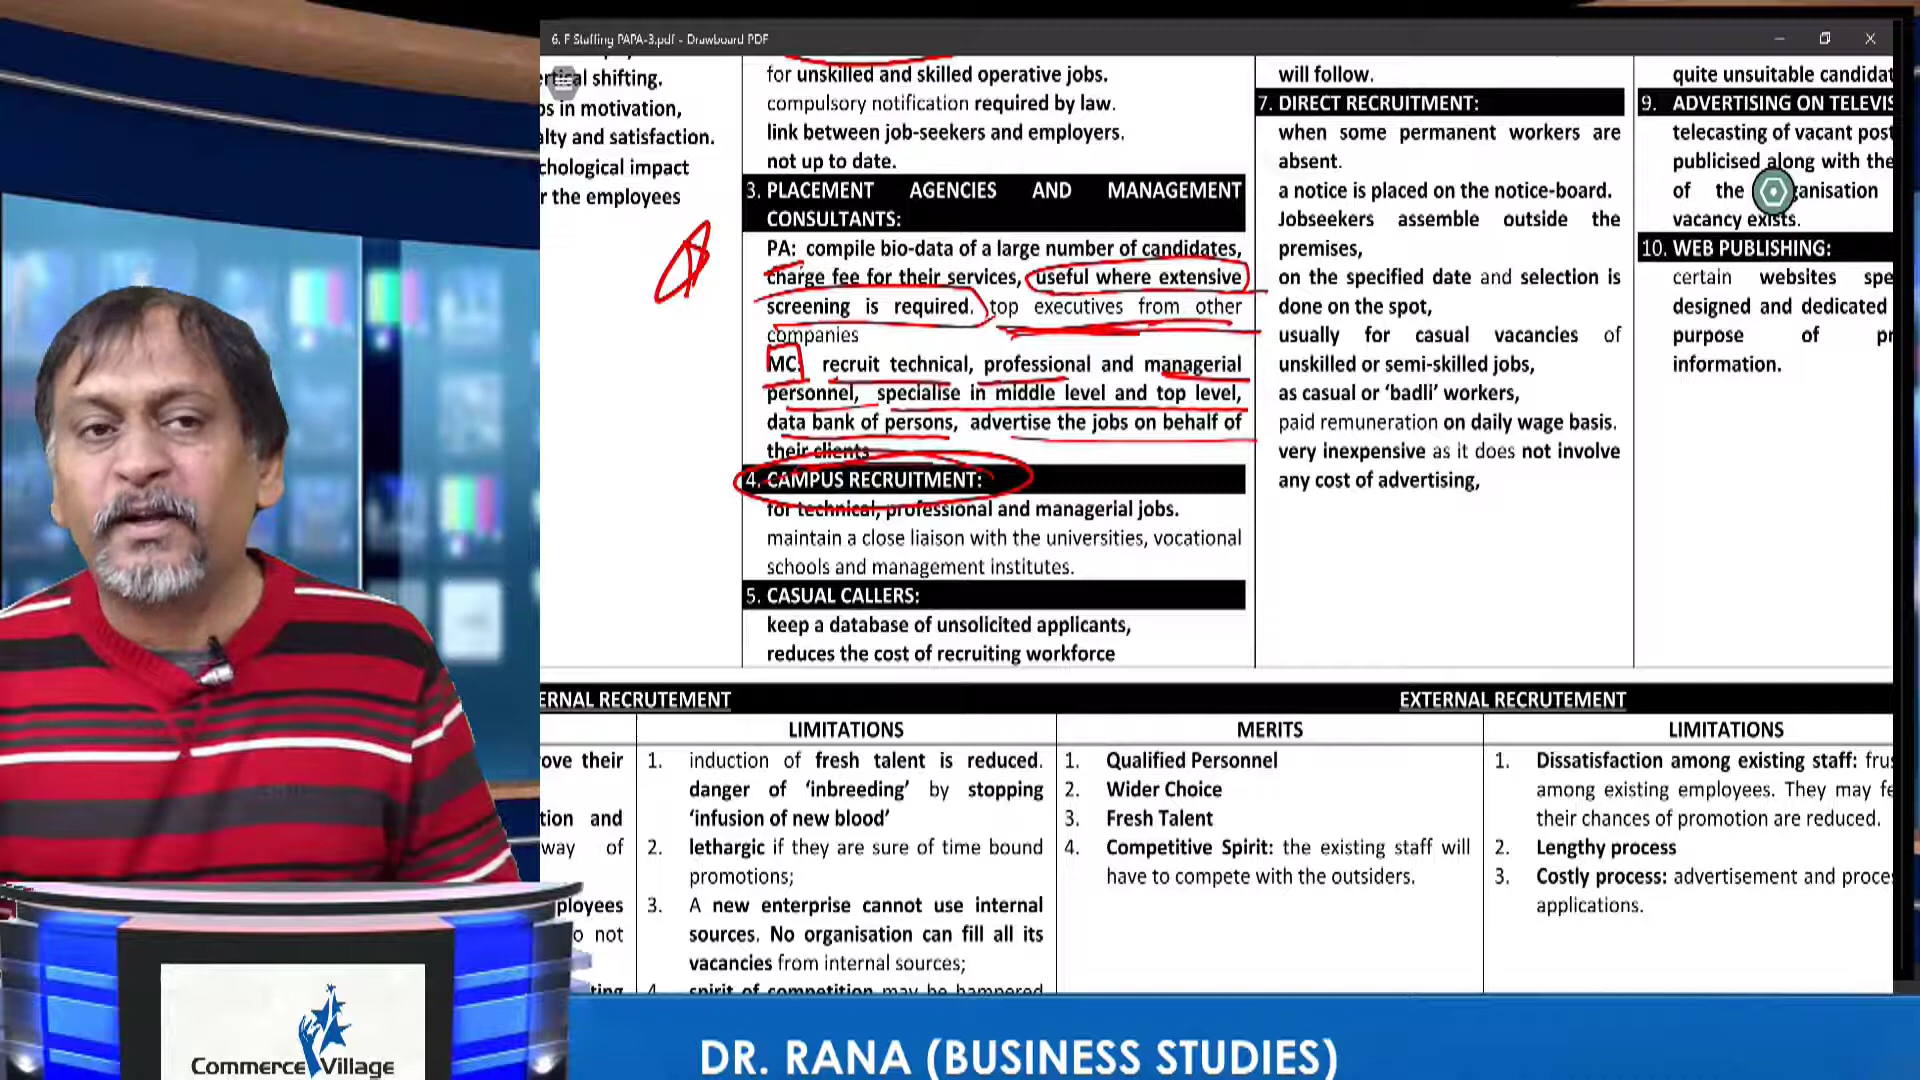 6. F Staffing PAPA-3.pdf - Drawboard PDF
shifting.
in motivation,
and satisfaction.
impact
the employees
for unskilled and skilled operative jobs.
compulsory notification required by law.
link between job-seekers and employers.
not up to date.
3. PLACEMENT AGENCIES AND MANAGEMENT
CONSULTANTS:
PA: compile bio-data of a large number of candidates,
charge fee for their services, useful where extensive
screening is required. top executives from other
companies
MC: recruit technical, professional and managerial
personnel, specialise in middle level and top level,
data bank of persons, advertise the jobs on behalf of
their clients
4. CAMPUS RECRUITMENT:
for technical, professional and managerial jobs.
maintain a close liaison with the universities, vocational
schools and management institutes.
5. CASUAL CALLERS:
keep a database of unsolicited applicants,
reduces the cost of recruiting workforce
will follow.
7. DIRECT RECRUITMENT:
when some permanent workers are
absent.
a notice is placed on the notice-board.
Jobseekers assemble outside the
premises,
on the specified date and selection is
done on the spot,
usually for casual vacancies of
unskilled or semi-skilled jobs,
as casual or ‘badli’ workers,
paid remuneration on daily wage basis.
very inexpensive as it does not involve
any cost of advertising,
quite unsuitable candidat
9. ADVERTISING ON TELEVIS
telecasting of vacant post
publicised along with the
of the
vacancy exists.
10. WEB PUBLISHING:
certain websites spe
designed and dedicated
purpose of pr
information.
ERNAL RECRUTEMENT
EXTERNAL RECRUTEMENT
LIMITATIONS
MERITS
LIMITATIONS
ove their
tion and
way of
ployees
o not
ting
1. induction of fresh talent is reduced.
danger of ‘inbreeding’ by stopping
‘infusion of new blood’
2. lethargic if they are sure of time bound
promotions;
3. A new enterprise cannot use internal
sources. No organisation can fill all its
vacancies from internal sources;
4. spirit of competition may be hampered
1. Qualified Personnel
2. Wider Choice
3. Fresh Talent
4. Competitive Spirit: the existing staff will
have to compete with the outsiders.
1. Dissatisfaction among existing staff: frus
among existing employees. They may fe
their chances of promotion are reduced.
2. Lengthy process
3. Costly process: advertisement and proce
applications.
Commerce Village
DR. RANA (BUSINESS STUDIES)